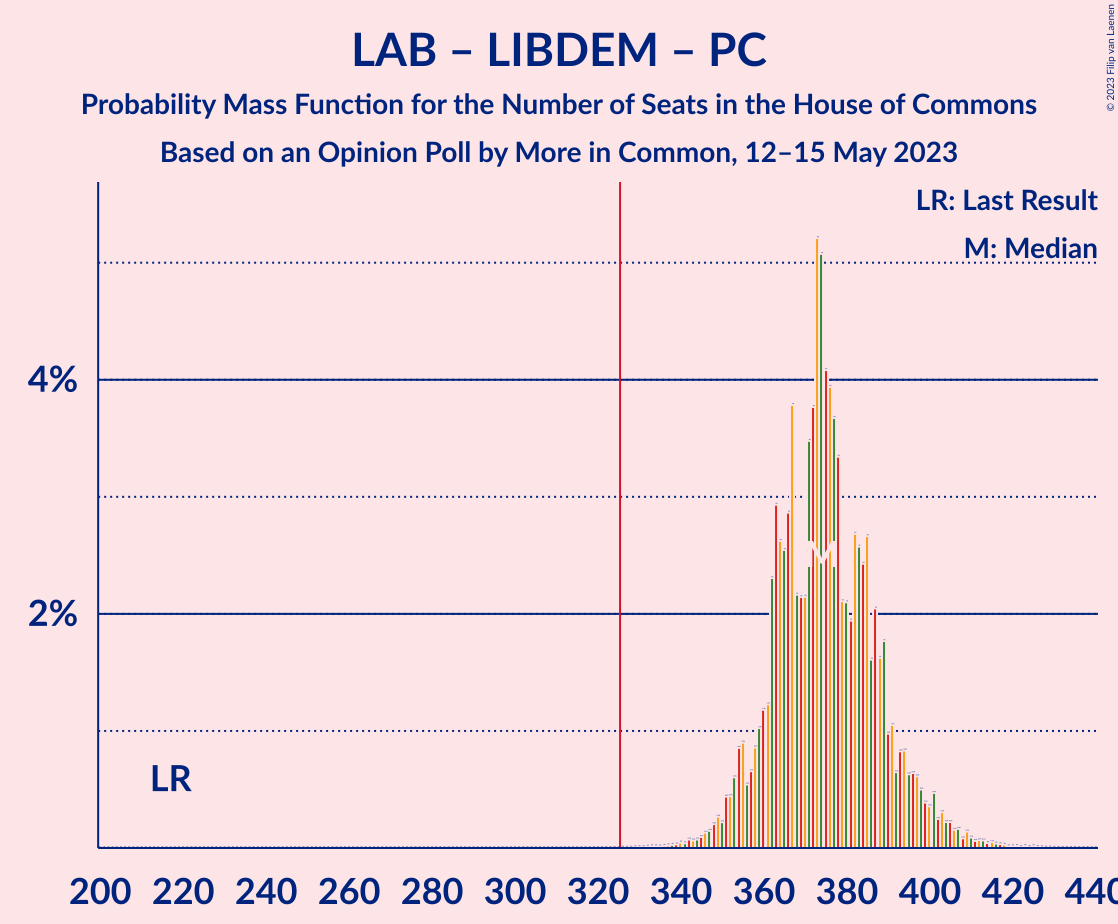 LAB – LIBDEM – PC
Probability Mass Function for the Number of Seats in the House of Commons
Based on an Opinion Poll by More in Common, 12–15 May 2023
© 2023 Filip van Laenen
LR: Last Result
M: Median
4%
2%
LR
M
200 220 240 260 280 300 320 340 360 380 400 420 440